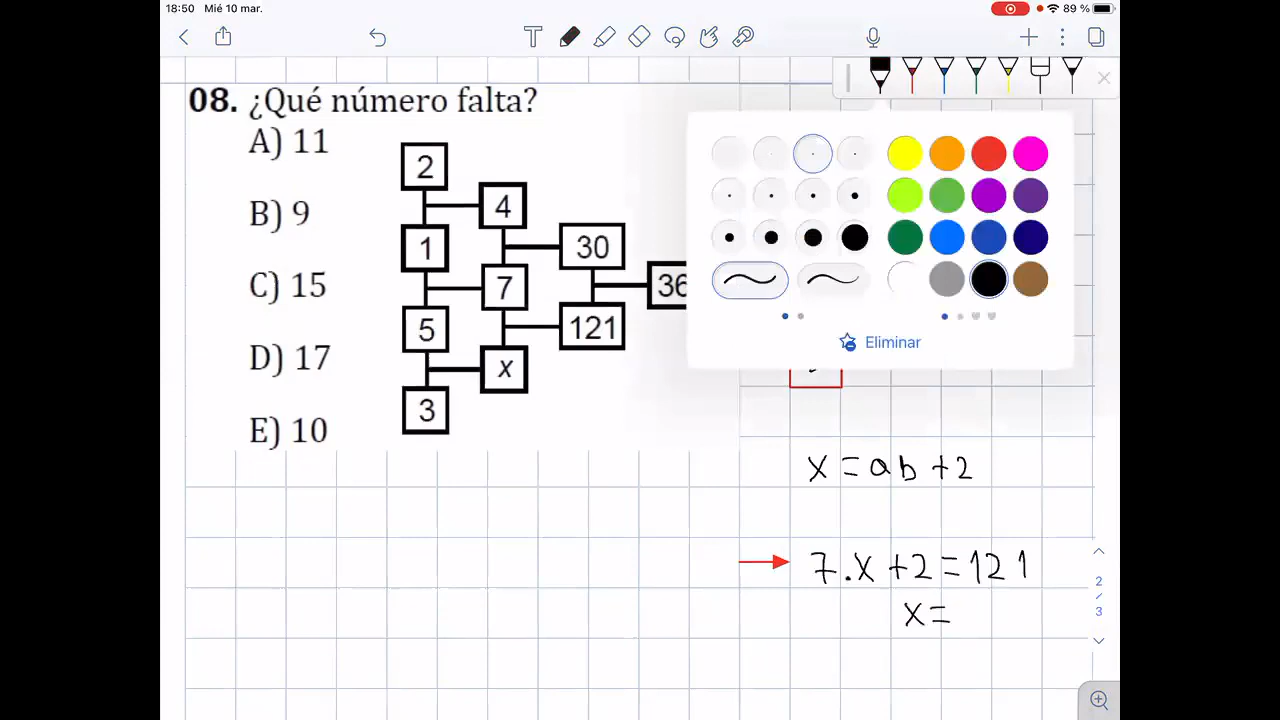 18:50 Mié 10 mar.
89 %
08. ¿Qué número falta?
A) 11
B) 9
C) 15
D) 17
E) 10
2
4
1
30
7
36
5
121
x
3
Eliminar
x = ab + 2
7.x + 2 = 121
x =
2
/
3